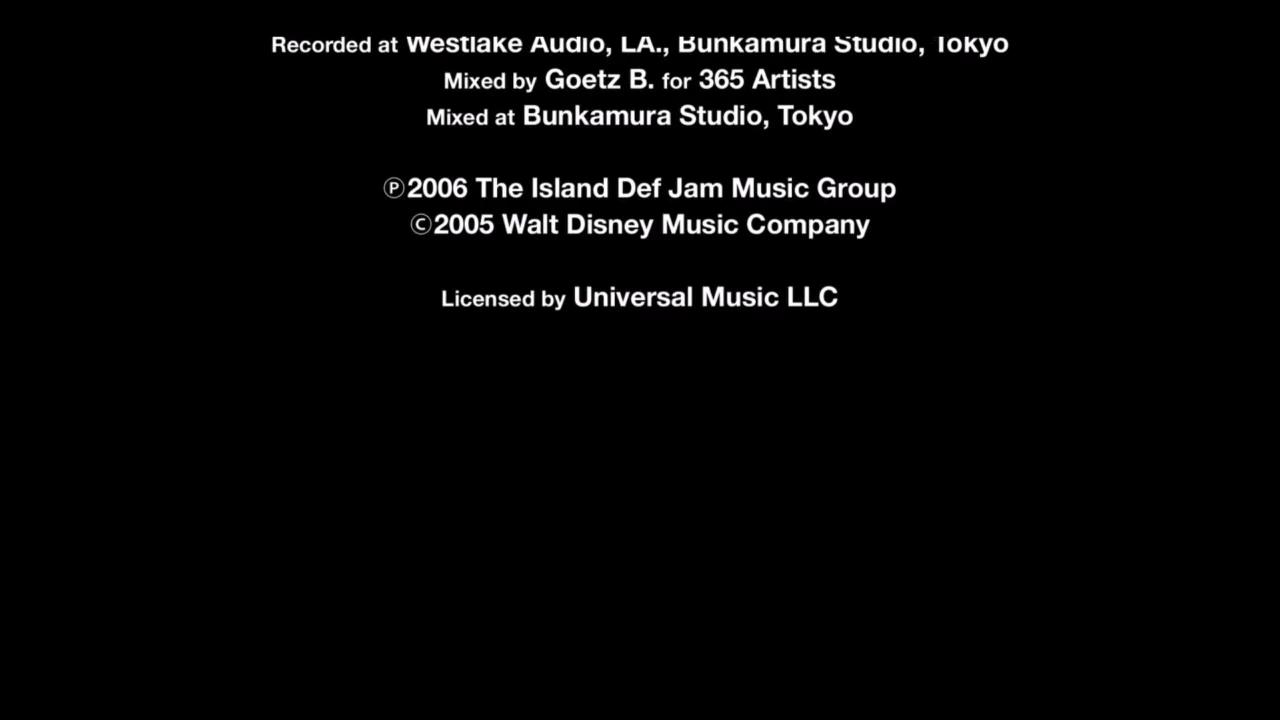 Recorded at Westlake Audio, LA., Bunkamura Studio, Tokyo
Mixed by Goetz B. for 365 Artists
Mixed at Bunkamura Studio, Tokyo
℗2006 The Island Def Jam Music Group
©2005 Walt Disney Music Company
Licensed by Universal Music LLC